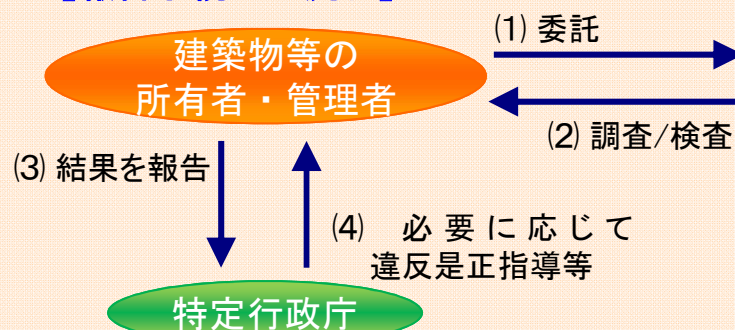 (1) 委託
建築物等の
所有者・管理者
(2) 調査/検査
(3) 結果を報告
(4) 必要に応じて
違反是正指導等
特定行政庁